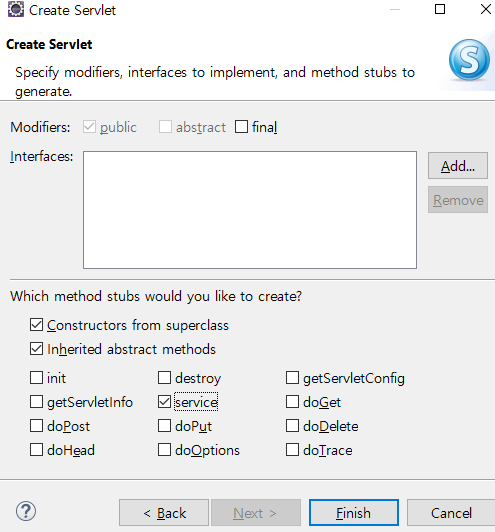 Create Servlet
Create Servlet
Specify modifiers, interfaces to implement, and method stubs to
generate.
Modifiers: public abstract final
Interfaces:
Add...
Remove
Which method stubs would you like to create?
Constructors from superclass
Inherited abstract methods
init destroy getServletConfig
getServletInfo service doGet
doPost doPut doDelete
doHead doOptions doTrace
? < Back Next > Finish Cancel